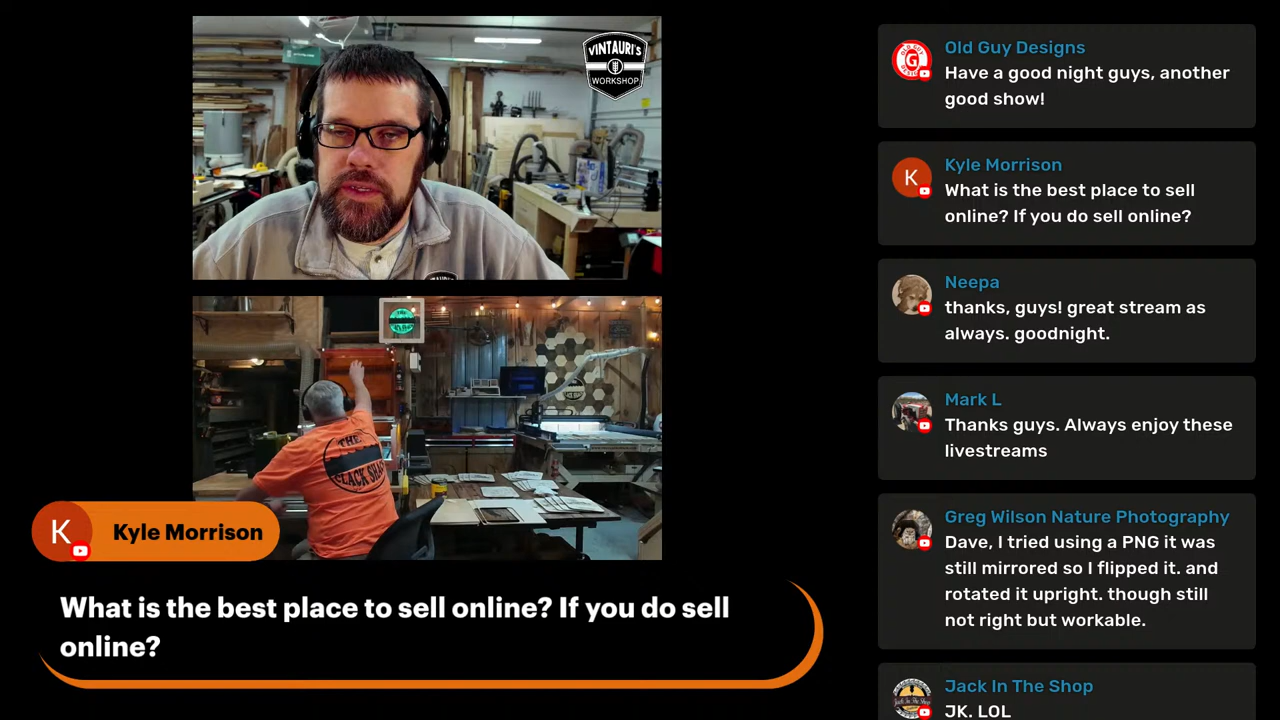 VINTAURI'S
WORKSHOP
THE
LACK SHA
Kyle Morrison
What is the best place to sell online? If you do sell
online?
Old Guy Designs
Have a good night guys, another
good show!
Kyle Morrison
What is the best place to sell
online? If you do sell online?
Neepa
thanks, guys! great stream as
always. goodnight.
Mark L
Thanks guys. Always enjoy these
livestreams
Greg Wilson Nature Photography
Dave, I tried using a PNG it was
still mirrored so I flipped it. and
rotated it upright. though still
not right but workable.
Jack In The Shop
JK. LOL